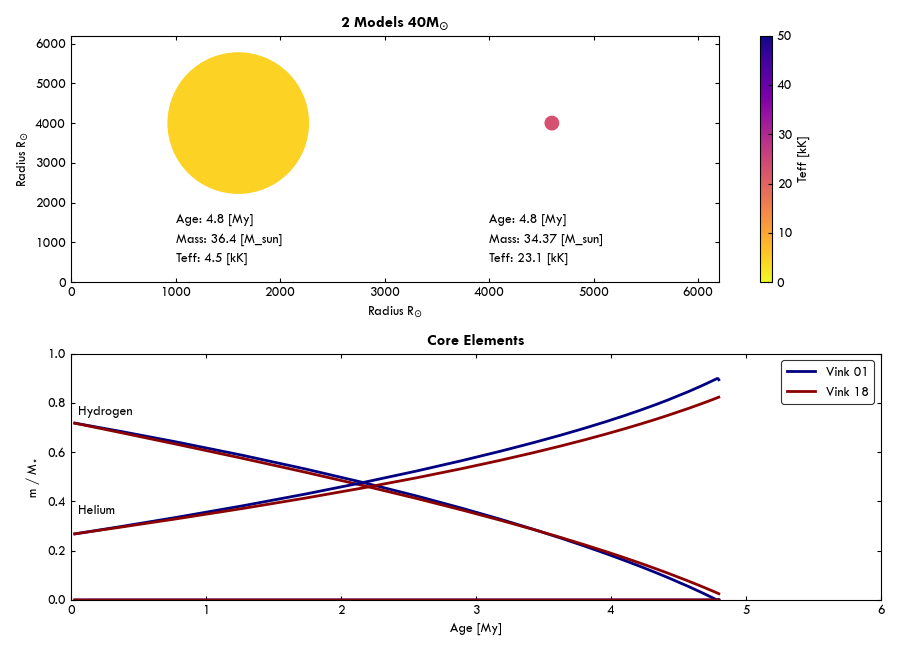 2 Models 40M☉
6000
5000
4000
3000
2000
1000
0
Radius R☉
Age: 4.8 [My]
Mass: 36.4 [M_sun]
Teff: 4.5 [kK]
Age: 4.8 [My]
Mass: 34.37 [M_sun]
Teff: 23.1 [kK]
0 1000 2000 3000 4000 5000 6000
Radius R☉
50
40
30
20
10
0
Teff [kK]
Core Elements
1.0
0.8
0.6
0.4
0.2
0.0
m / M⋆
Hydrogen
Helium
Vink 01
Vink 18
0 1 2 3 4 5 6
Age [My]